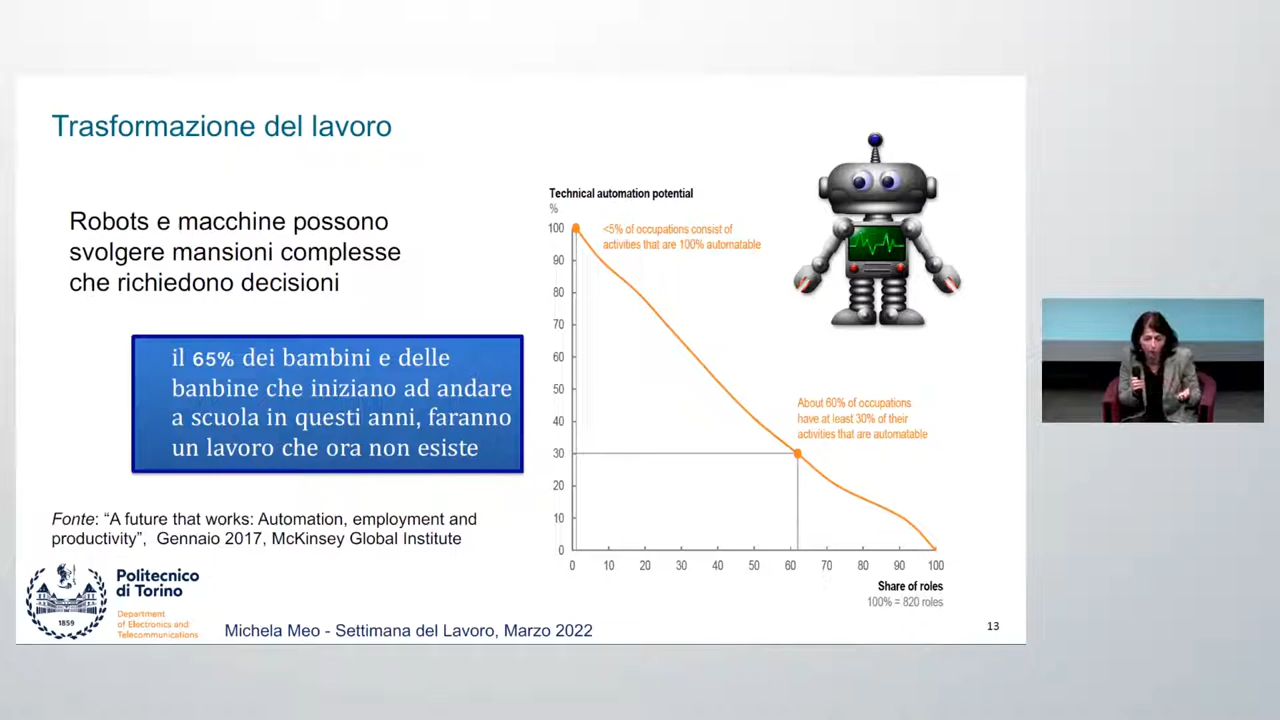 Trasformazione del lavoro
Robots e macchine possono
svolgere mansioni complesse
che richiedono decisioni
il 65% dei bambini e delle
banbine che iniziano ad andare
a scuola in questi anni, faranno
un lavoro che ora non esiste
Fonte: “A future that works: Automation, employment and
productivity”, Gennaio 2017, McKinsey Global Institute
Technical automation potential
%
<5% of occupations consist of
activities that are 100% automatable
About 60% of occupations
have at least 30% of their
activities that are automatable
100
90
80
70
60
50
40
30
20
10
0
0 10 20 30 40 50 60 70 80 90 100
Share of roles
100% = 820 roles
1859
Politecnico
di Torino
Department
of Electronics and
Telecommunications
Michela Meo - Settimana del Lavoro, Marzo 2022
13